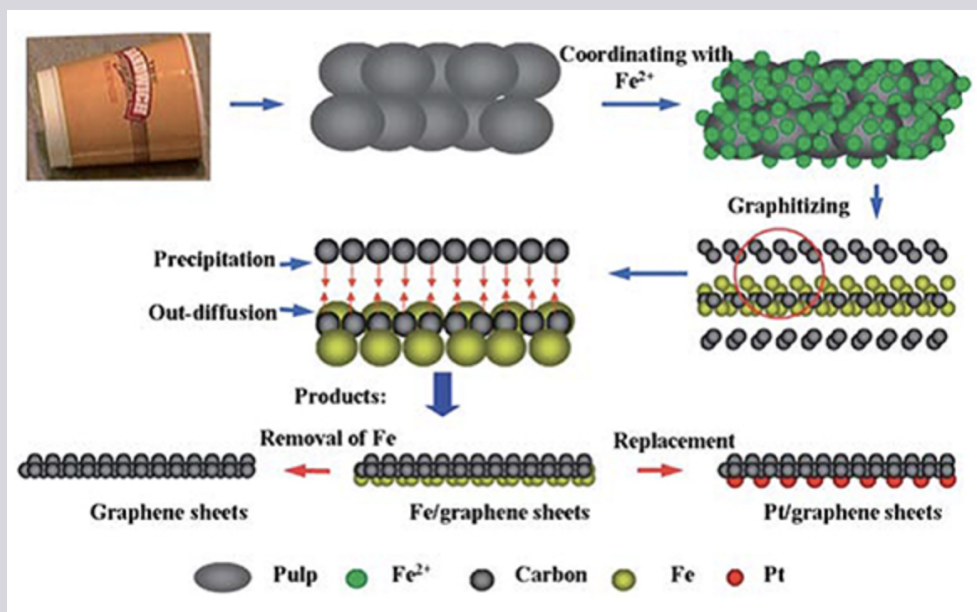 Coordinating with
Fe²⁺
Graphitizing
Precipitation
Out-diffusion
Products:
Removal of Fe
Replacement
Graphene sheets
Fe/graphene sheets
Pt/graphene sheets
Pulp
Fe²⁺
Carbon
Fe
Pt